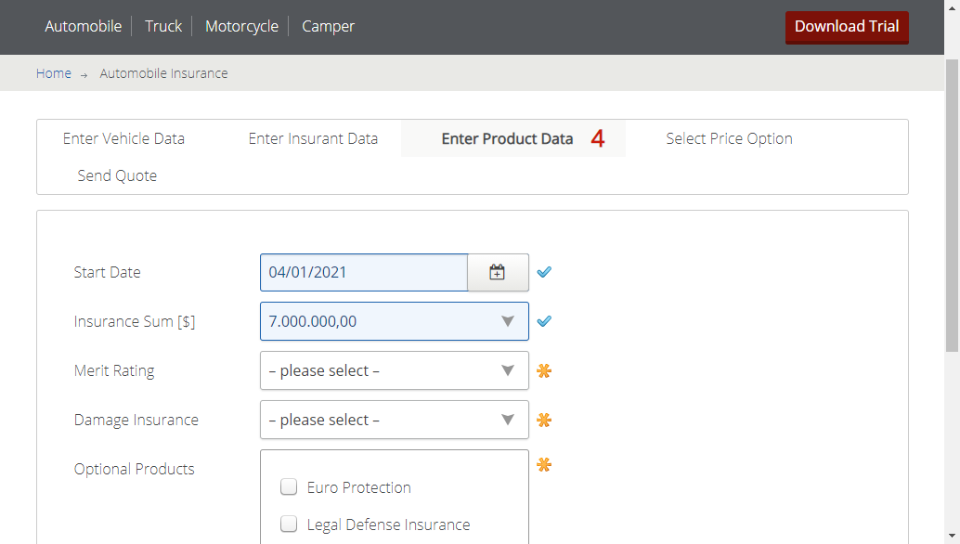 Automobile Truck Motorcycle Camper Download Trial
Home → Automobile Insurance
Enter Vehicle Data Enter Insurant Data Enter Product Data 4 Select Price Option
Send Quote
Start Date 04/01/2021
Insurance Sum [$] 7.000.000,00
Merit Rating – please select –
Damage Insurance – please select –
Optional Products
Euro Protection
Legal Defense Insurance